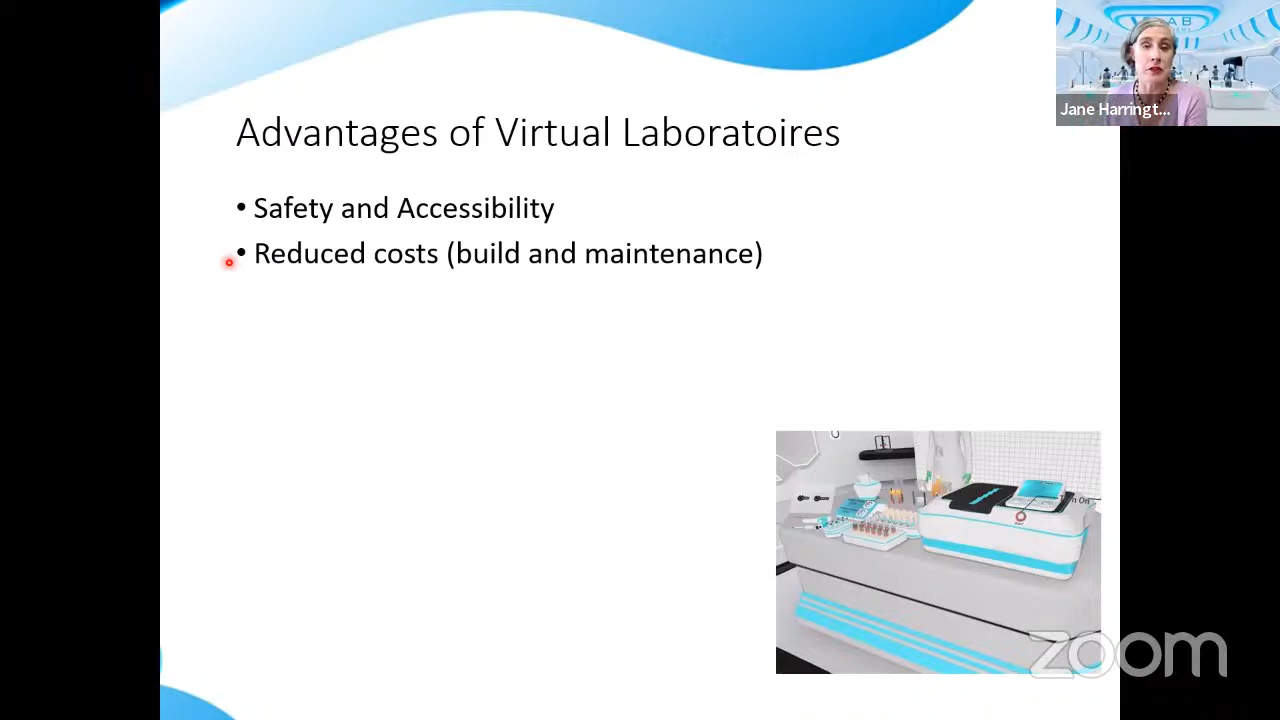 Advantages of Virtual Laboratoires
• Safety and Accessibility
• Reduced costs (build and maintenance)
Jane Harringt...
zoom